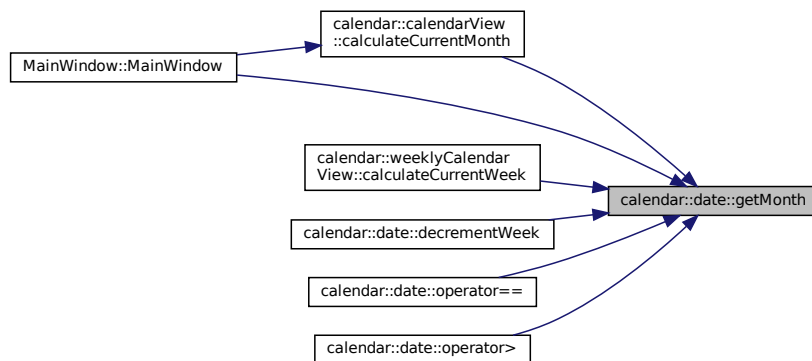 calendar::calendarView
::calculateCurrentMonth
MainWindow::MainWindow
calendar::weeklyCalendar
View::calculateCurrentWeek
calendar::date::getMonth
calendar::date::decrementWeek
calendar::date::operator==
calendar::date::operator>